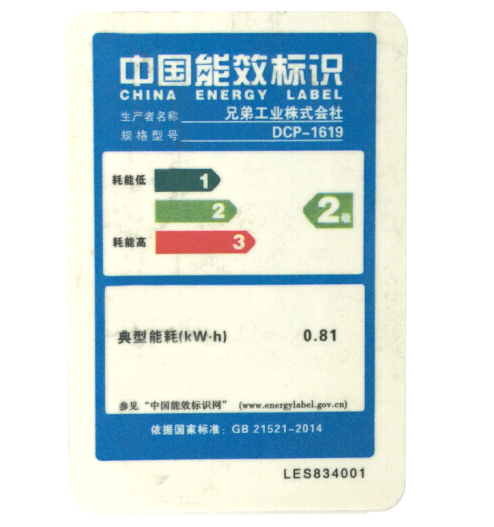 中国能效标识
CHINA ENERGY LABEL
生产者名称 兄弟工业株式会社
规格型号 DCP-1619
耗能低 1
2 2级
耗能高 3
典型能耗(kW·h) 0.81
参见“中国能效标识网” (www.energylabel.gov.cn)
依据国家标准: GB 21521-2014
LES834001